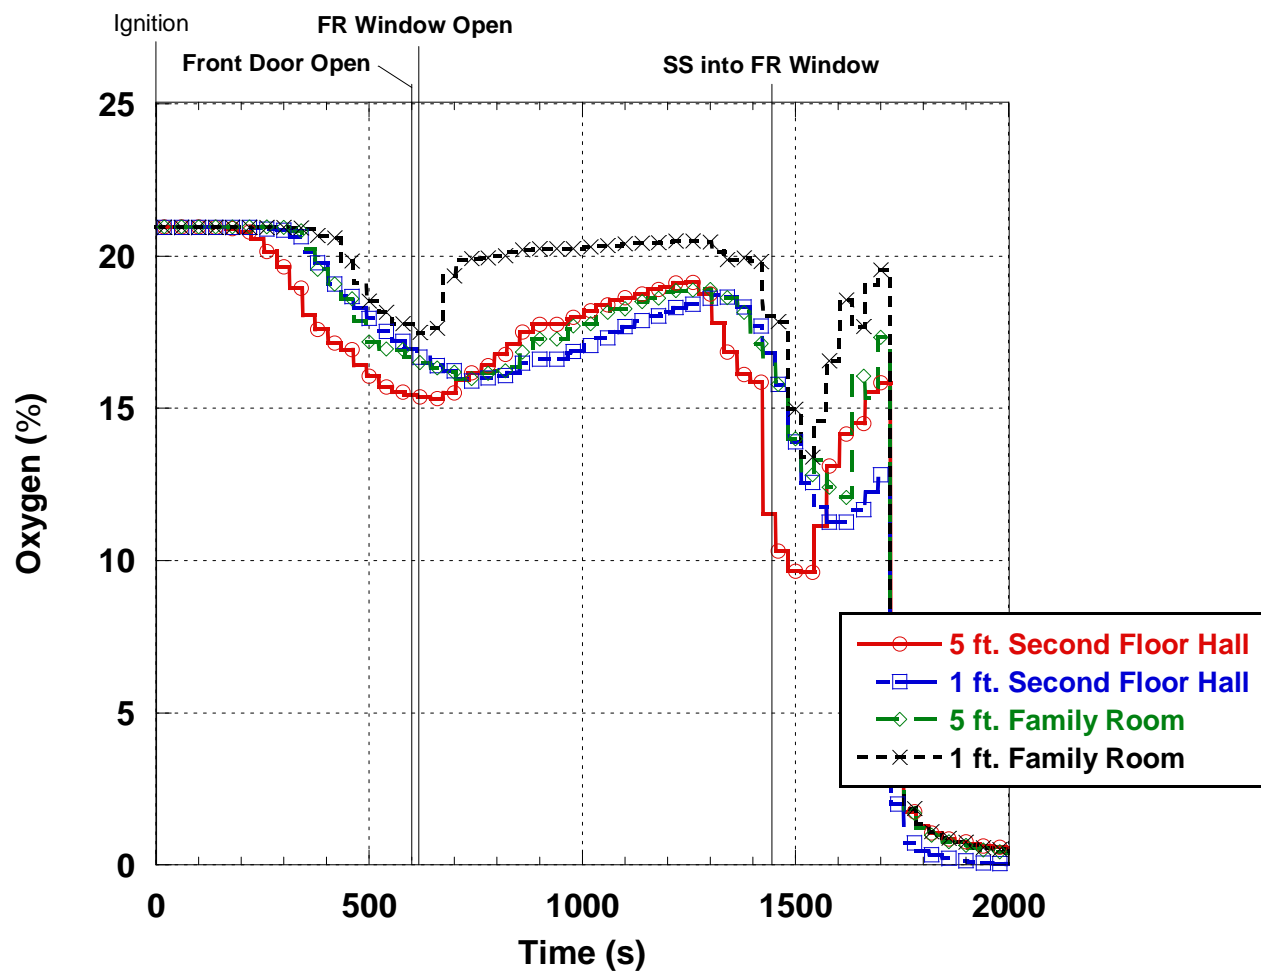 Ignition
FR Window Open
Front Door Open
SS into FR Window
25
20
15
10
5
0
Oxygen (%)
5 ft. Second Floor Hall
1 ft. Second Floor Hall
5 ft. Family Room
1 ft. Family Room
0 500 1000 1500 2000
Time (s)